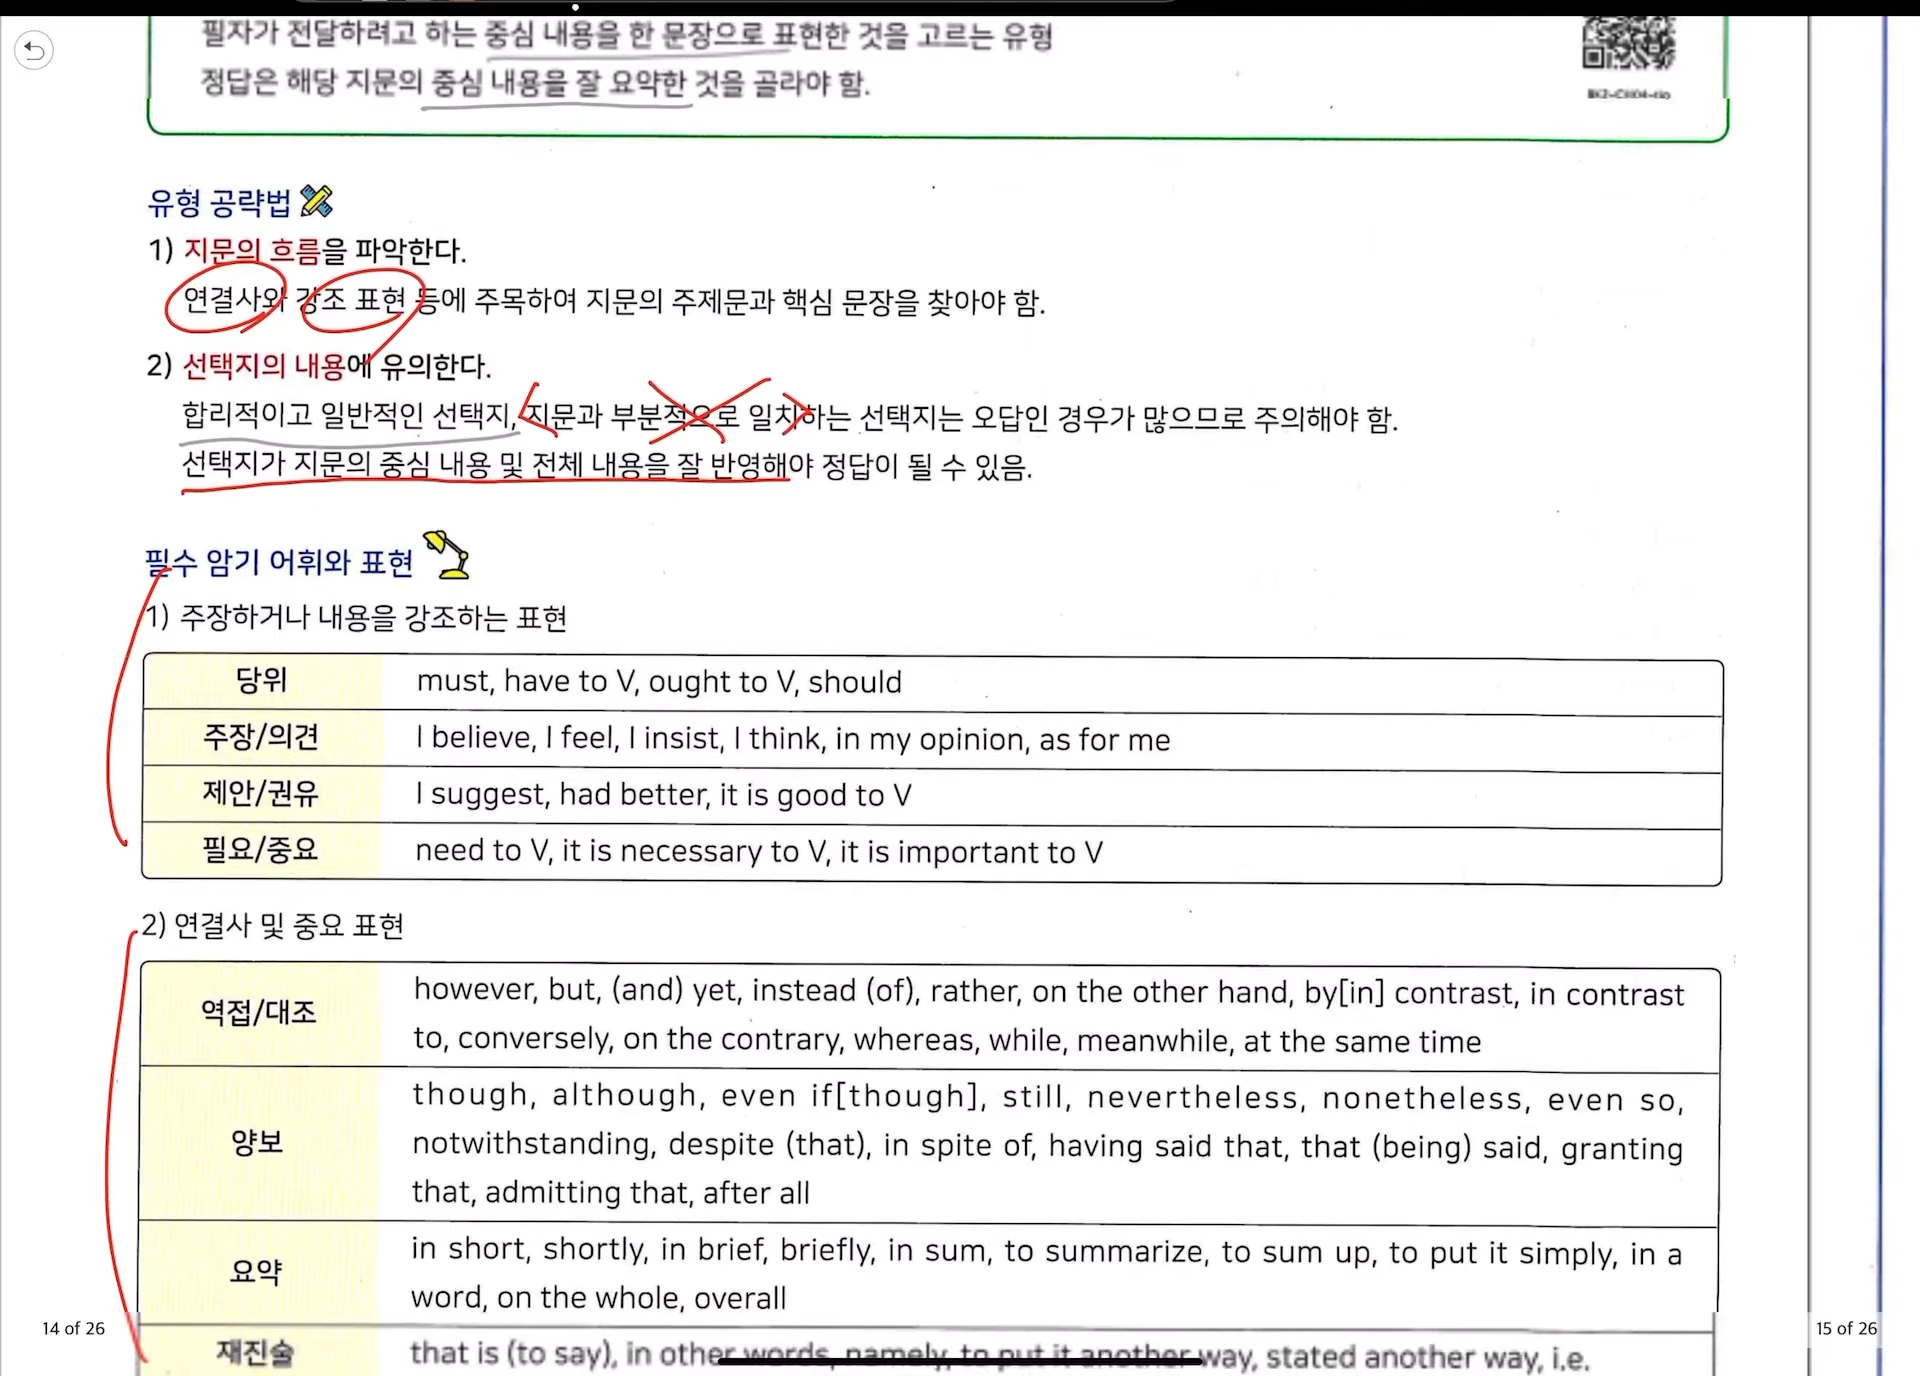 필자가 전달하려고 하는 중심 내용을 한 문장으로 표현한 것을 고르는 유형
정답은 해당 지문의 중심 내용을 잘 요약한 것을 골라야 함.
유형 공략법
1) 지문의 흐름을 파악한다.
연결사와 강조 표현 등에 주목하여 지문의 주제문과 핵심 문장을 찾아야 함.
2) 선택지의 내용에 유의한다.
합리적이고 일반적인 선택지, 지문과 부분적으로 일치하는 선택지는 오답인 경우가 많으므로 주의해야 함.
선택지가 지문의 중심 내용 및 전체 내용을 잘 반영해야 정답이 될 수 있음.
필수 암기 어휘와 표현
1) 주장하거나 내용을 강조하는 표현
당위 must, have to V, ought to V, should
주장/의견 I believe, I feel, I insist, I think, in my opinion, as for me
제안/권유 I suggest, had better, it is good to V
필요/중요 need to V, it is necessary to V, it is important to V
2) 연결사 및 중요 표현
역접/대조 however, but, (and) yet, instead (of), rather, on the other hand, by[in] contrast, in contrast
to, conversely, on the contrary, whereas, while, meanwhile, at the same time
양보 though, although, even if[though], still, nevertheless, nonetheless, even so,
notwithstanding, despite (that), in spite of, having said that, that (being) said, granting
that, admitting that, after all
요약 in short, shortly, in brief, briefly, in sum, to summarize, to sum up, to put it simply, in a
word, on the whole, overall
14 of 26
15 of 26
재진술 that is (to say), in other words, namely, to put it another way, stated another way, i.e.